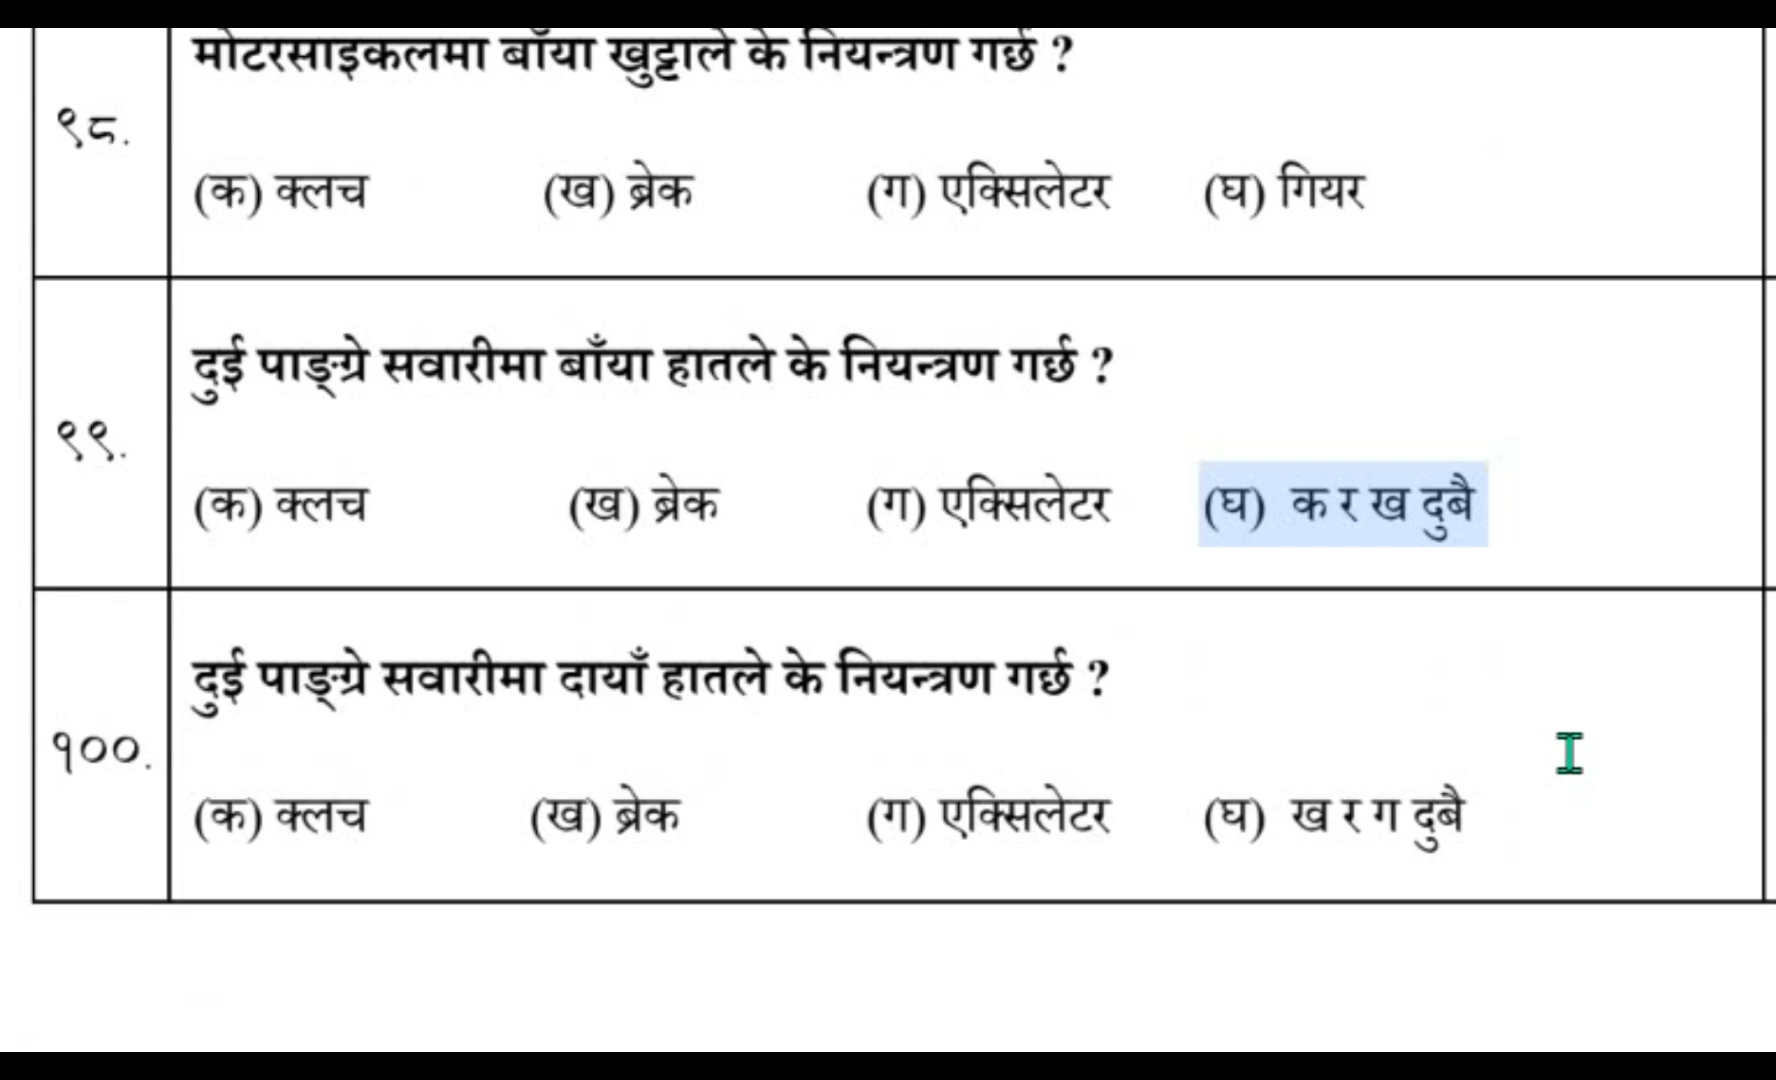 मोटरसाइकलमा बाँया खुट्टाले के नियन्त्रण गर्छ ?
९८.
(क) क्लच (ख) ब्रेक (ग) एक्सिलेटर (घ) गियर
दुई पाङ्ग्रे सवारीमा बाँया हातले के नियन्त्रण गर्छ ?
९९.
(क) क्लच (ख) ब्रेक (ग) एक्सिलेटर (घ) क र ख दुबै
दुई पाङ्ग्रे सवारीमा दायाँ हातले के नियन्त्रण गर्छ ?
१००.
(क) क्लच (ख) ब्रेक (ग) एक्सिलेटर (घ) ख र ग दुबै